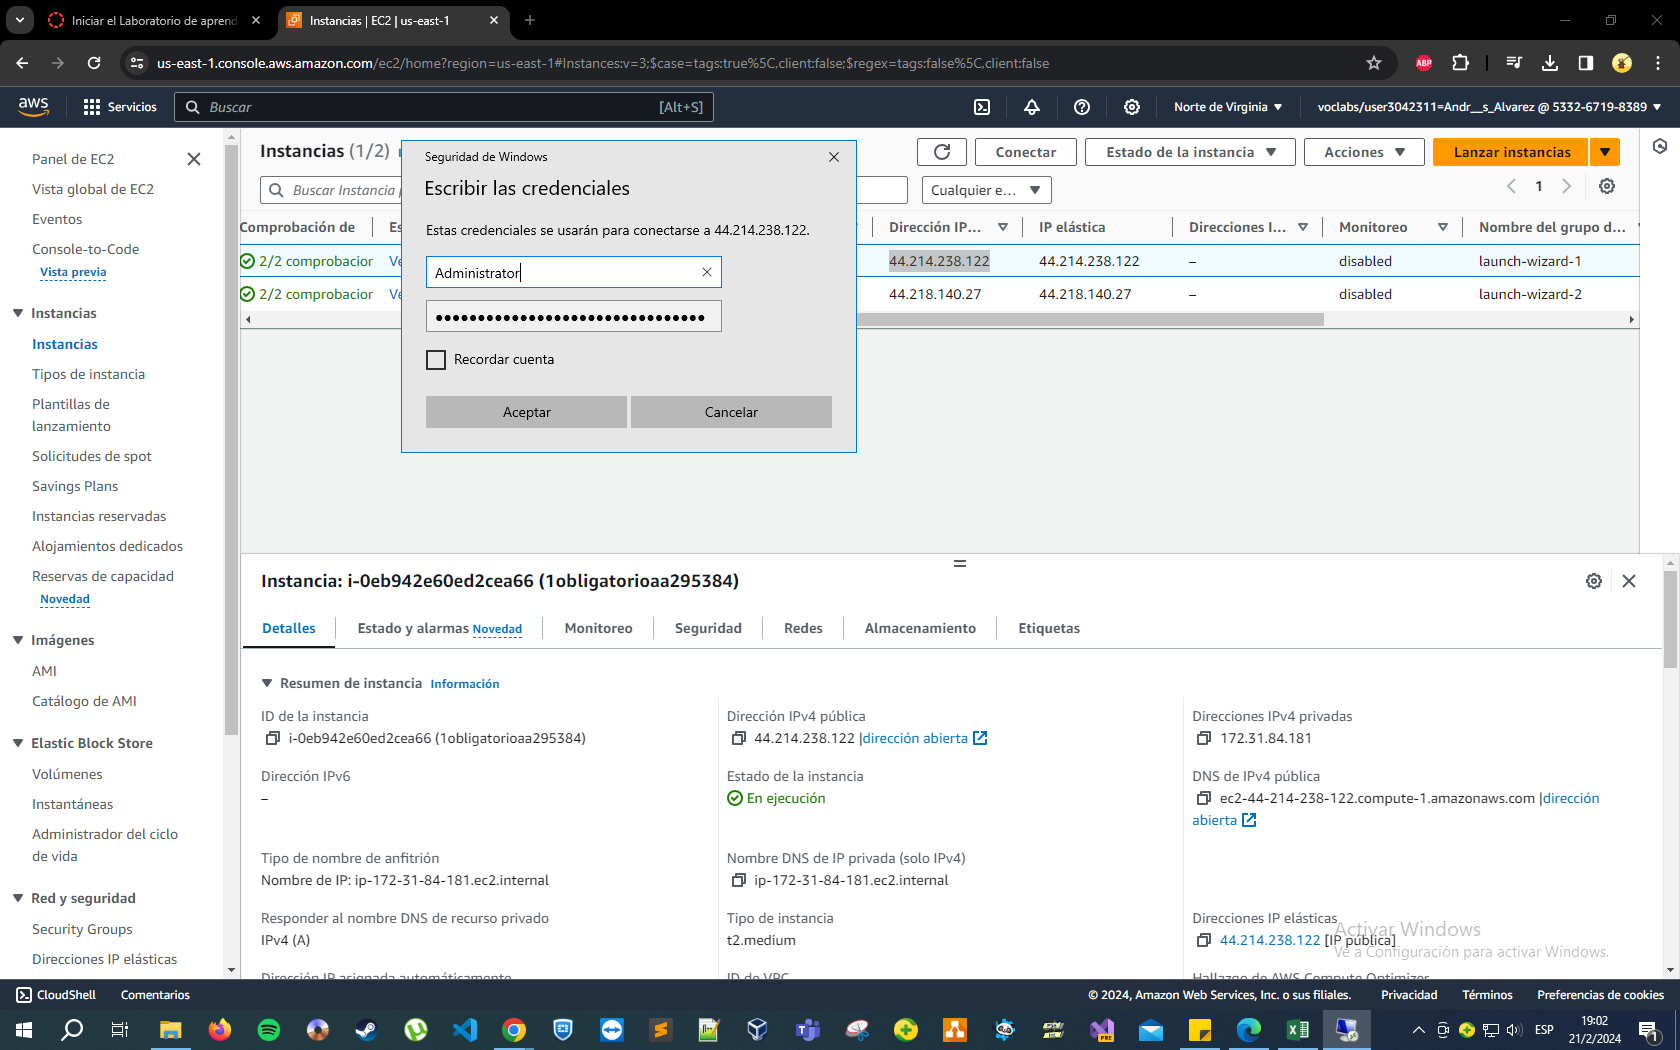 Iniciar el Laboratorio de aprend
Instancias | EC2 | us-east-1
us-east-1.console.aws.amazon.com/ec2/home?region=us-east-1#Instances:v=3;$case=tags:true%5C,client:false;$regex=tags:false%5C,client:false
ABP
aws
Servicios
Buscar
[Alt+S]
Norte de Virginia
voclabs/user3042311=Andr__s_Alvarez @ 5332-6719-8389
Panel de EC2
Vista global de EC2
Eventos
Console-to-Code
Vista previa
Instancias
Instancias
Tipos de instancia
Plantillas de
lanzamiento
Solicitudes de spot
Savings Plans
Instancias reservadas
Alojamientos dedicados
Reservas de capacidad
Novedad
Imágenes
AMI
Catálogo de AMI
Elastic Block Store
Volúmenes
Instantáneas
Administrador del ciclo
de vida
Red y seguridad
Security Groups
Direcciones IP elásticas
Instancias (1/2)
Conectar
Estado de la instancia
Acciones
Lanzar instancias
Buscar Instancia p
Cualquier e...
1
Comprobación de
Es
Dirección IP...
IP elástica
Direcciones I...
Monitoreo
Nombre del grupo d...
2/2 comprobacior
Ve
44.214.238.122
44.214.238.122
–
disabled
launch-wizard-1
2/2 comprobacior
Ve
44.218.140.27
44.218.140.27
–
disabled
launch-wizard-2
Seguridad de Windows
Escribir las credenciales
Estas credenciales se usarán para conectarse a 44.214.238.122.
Administrator
Recordar cuenta
Aceptar
Cancelar
Instancia: i-0eb942e60ed2cea66 (1obligatorioaa295384)
Detalles
Estado y alarmas Novedad
Monitoreo
Seguridad
Redes
Almacenamiento
Etiquetas
Resumen de instancia Información
ID de la instancia
i-0eb942e60ed2cea66 (1obligatorioaa295384)
Dirección IPv4 pública
44.214.238.122 |dirección abierta
Direcciones IPv4 privadas
172.31.84.181
Dirección IPv6
–
Estado de la instancia
En ejecución
DNS de IPv4 pública
ec2-44-214-238-122.compute-1.amazonaws.com |dirección
abierta
Tipo de nombre de anfitrión
Nombre de IP: ip-172-31-84-181.ec2.internal
Nombre DNS de IP privada (solo IPv4)
ip-172-31-84-181.ec2.internal
Responder al nombre DNS de recurso privado
IPv4 (A)
Tipo de instancia
t2.medium
Direcciones IP elásticas
44.214.238.122 [IP pública]
Activar Windows
Ve a Configuración para activar Windows.
Dirección IP asignada automáticamente
ID de VPC
Hallazgo de AWS Compute Optimizer
CloudShell
Comentarios
© 2024, Amazon Web Services, Inc. o sus filiales.
Privacidad
Términos
Preferencias de cookies
PRE
ESP
19:02
21/2/2024
1